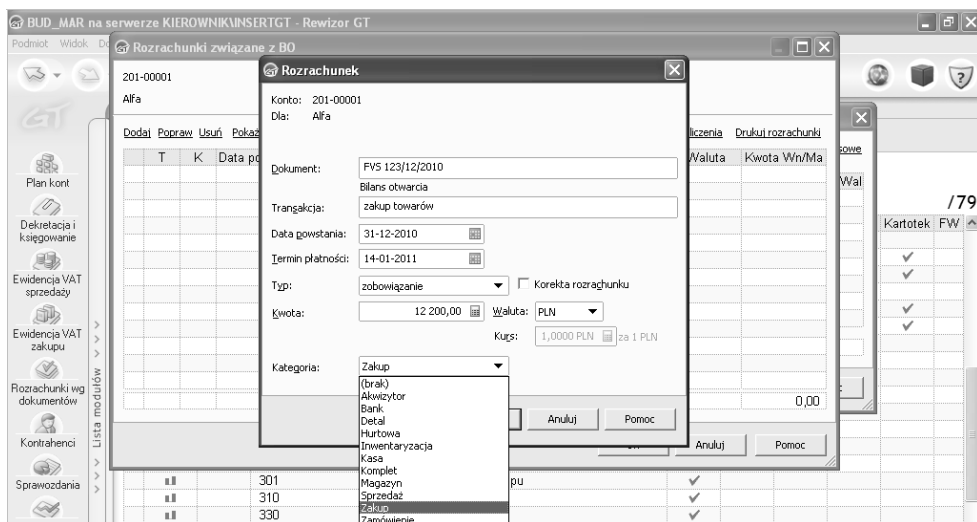 BUD_MAR na serwerze KIEROWNIK\INSERTGT - Rewizor GT
Podmiot Widok
Rozrachunki związane z BO
201-00001
Alfa
Dodaj Popraw Usuń
T K Data
Rozrachunek
Konto: 201-00001
Dla: Alfa
Dokument: FVS 123/12/2010
Bilans otwarcia
Transakcja: zakup towarów
Data powstania: 31-12-2010
Termin płatności: 14-01-2011
Typ: zobowiązanie Korekta rozrachunku
Kwota: 12 200,00 Waluta: PLN
Kurs: 1,0000 PLN za 1 PLN
Kategoria: Zakup
(brak)
Akwizytor
Bank
Detal
Hurtowa
Inwentaryzacja
Kasa
Komplet
Magazyn
Sprzedaż
Zakup
Zamówienie
Anuluj Pomoc
Drukuj rozrachunki
Waluta Kwota Wn/Ma
0,00
Anuluj Pomoc
/79
Kartotek FW
GT
Plan kont
Dekretacja i
księgowanie
Ewidencja VAT
sprzedaży
Ewidencja VAT
zakupu
Rozrachunki wg
dokumentów
Kontrahenci
Sprawozdania
Lista modułów
301
310
330